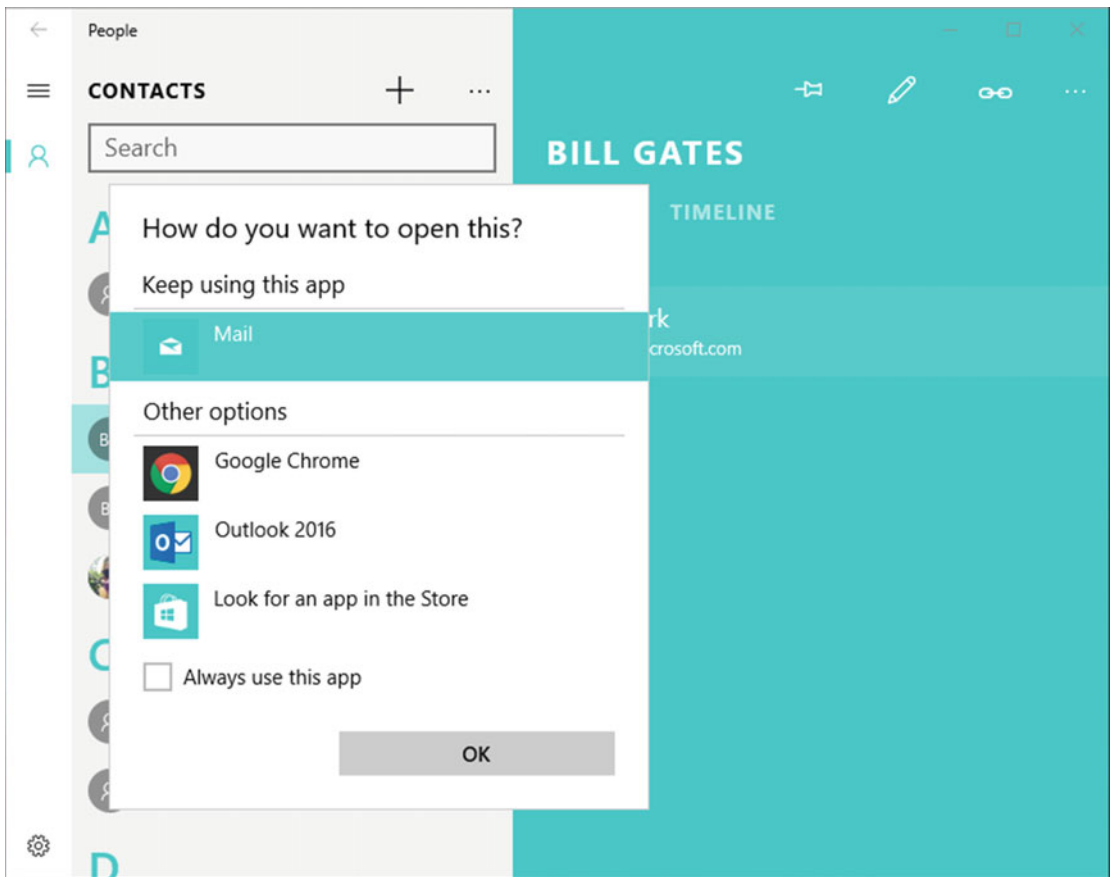 People
CONTACTS
Search
A
B
B
B
C
D
How do you want to open this?
Keep using this app
Mail
Other options
Google Chrome
Outlook 2016
Look for an app in the Store
Always use this app
OK
BILL GATES
TIMELINE
rk
crosoft.com